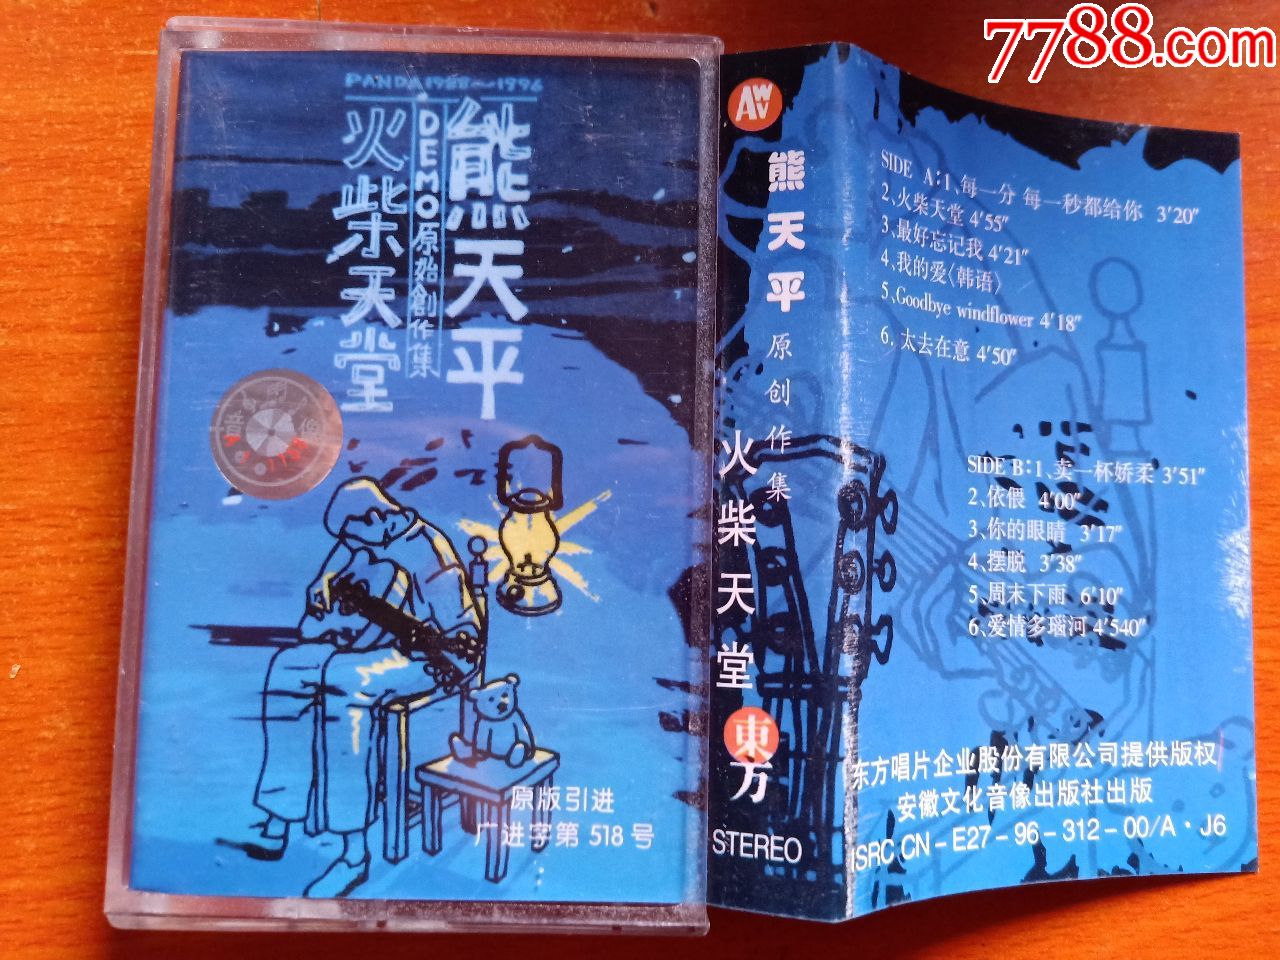 7788.com
PANDA 1988~1996
熊天平
DEMO原始創作集
火柴天堂
原版引进
广进字第 518 号
AWV
熊天平原创作集
火柴天堂
東方
STEREO
SIDE A:1、每一分 每一秒都给你 3'20"
2、火柴天堂 4'55"
3、最好忘记我 4'21"
4、我的爱〈韩语〉
5、Goodbye windflower 4'18"
6. 太去在意 4'50"
SIDE B:1、卖一杯娇柔 3'51"
2、依偎 4'00"
3、你的眼睛 3'17"
4、摆脱 3'38"
5、周末下雨 6'10"
6、爱情多瑙河 4'540"
东方唱片企业股份有限公司提供版权
安徽文化音像出版社出版
ISRC CN-E27-96-312-00/A·J6